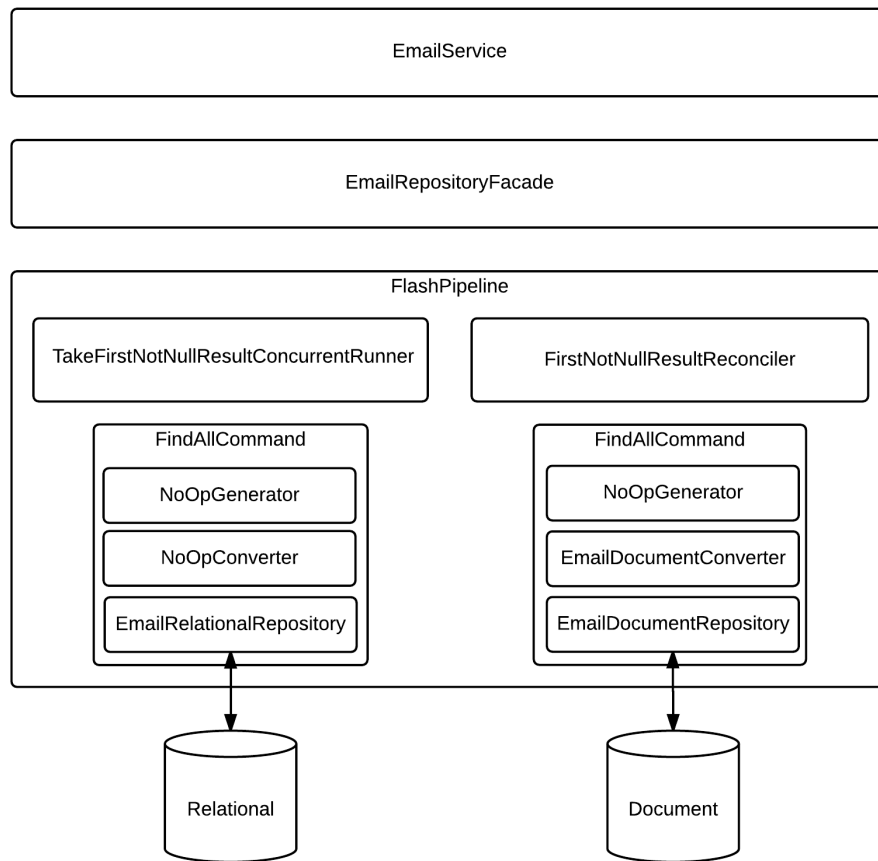 EmailService
EmailRepositoryFacade
FlashPipeline
TakeFirstNotNullResultConcurrentRunner
FirstNotNullResultReconciler
FindAllCommand
NoOpGenerator
NoOpConverter
EmailRelationalRepository
FindAllCommand
NoOpGenerator
EmailDocumentConverter
EmailDocumentRepository
Relational
Document